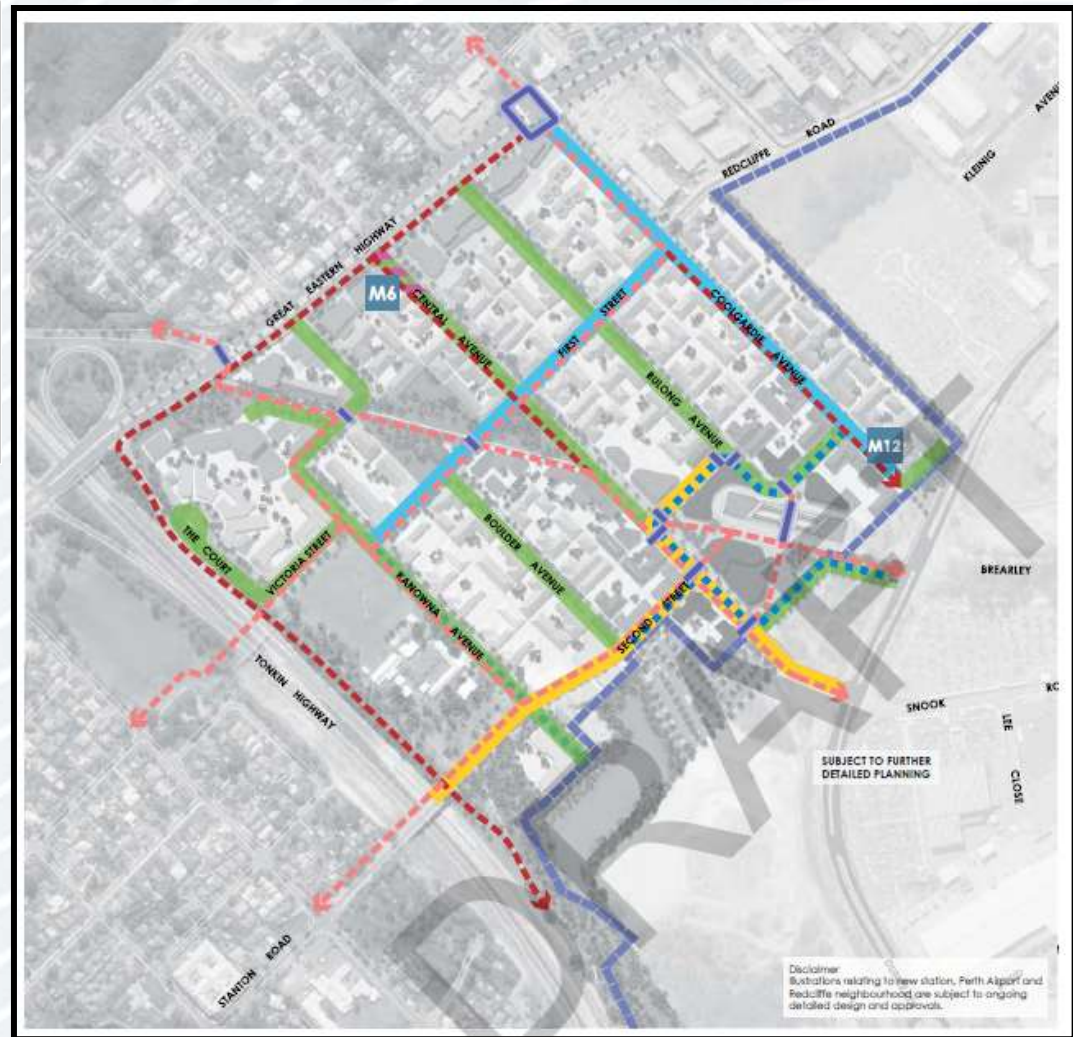 REDCLIFFE ROAD
KLEINIG
GREAT EASTERN HIGHWAY
M6
CENTRAL AVENUE
FIRST STREET
COOLGARDIE AVENUE
BULONG AVENUE
M12
THE COURT
VICTORIA STREET
BOULDER AVENUE
KANOWNA AVENUE
SECOND STREET
BREARLEY
TONKIN HIGHWAY
SNOOK
LEE CLOSE
SUBJECT TO FURTHER
DETAILED PLANNING
STANTON ROAD
DRAFT
Disclaimer
Illustrations relating to new station, Perth Airport and
Redcliffe neighbourhood are subject to ongoing
detailed design and approvals.